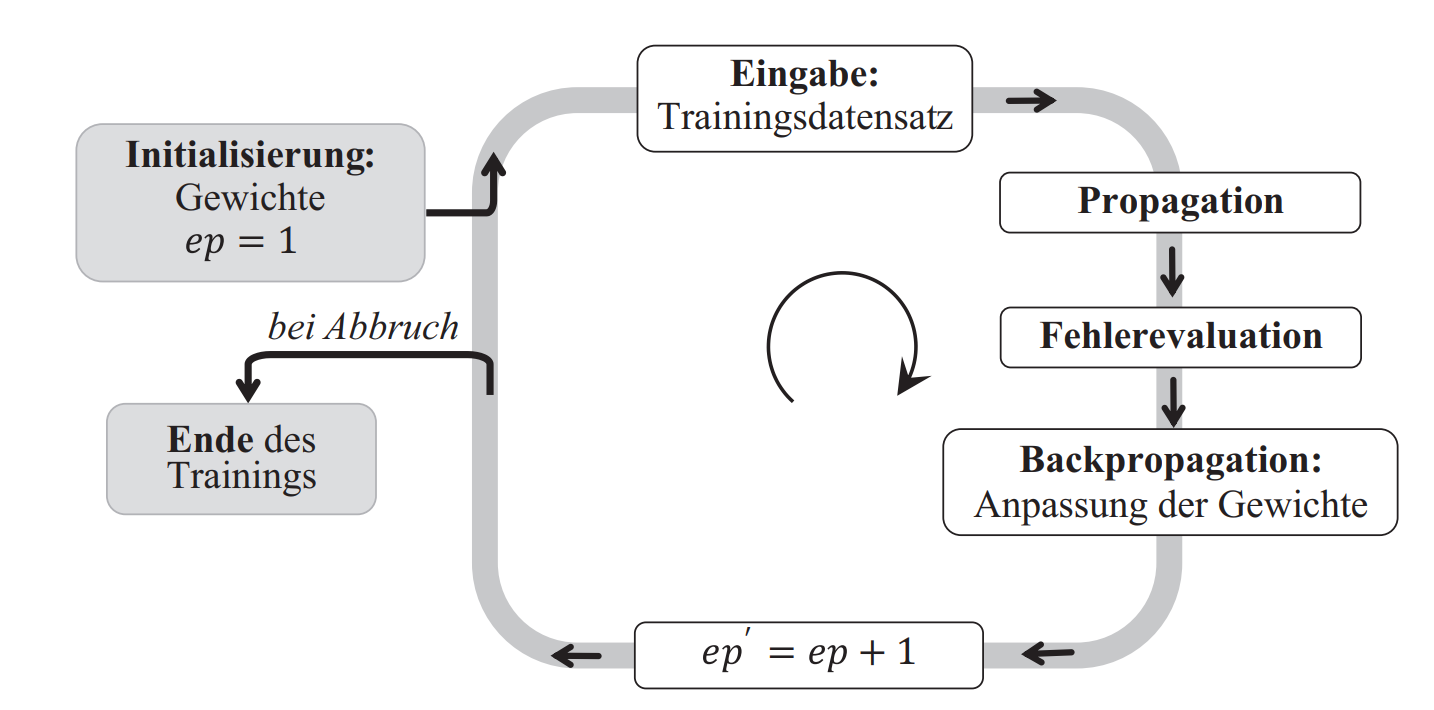 Initialisierung:
Gewichte
ep = 1
Eingabe:
Trainingsdatensatz
Propagation
Fehlerevaluation
Backpropagation:
Anpassung der Gewichte
ep′ = ep + 1
bei Abbruch
Ende des
Trainings